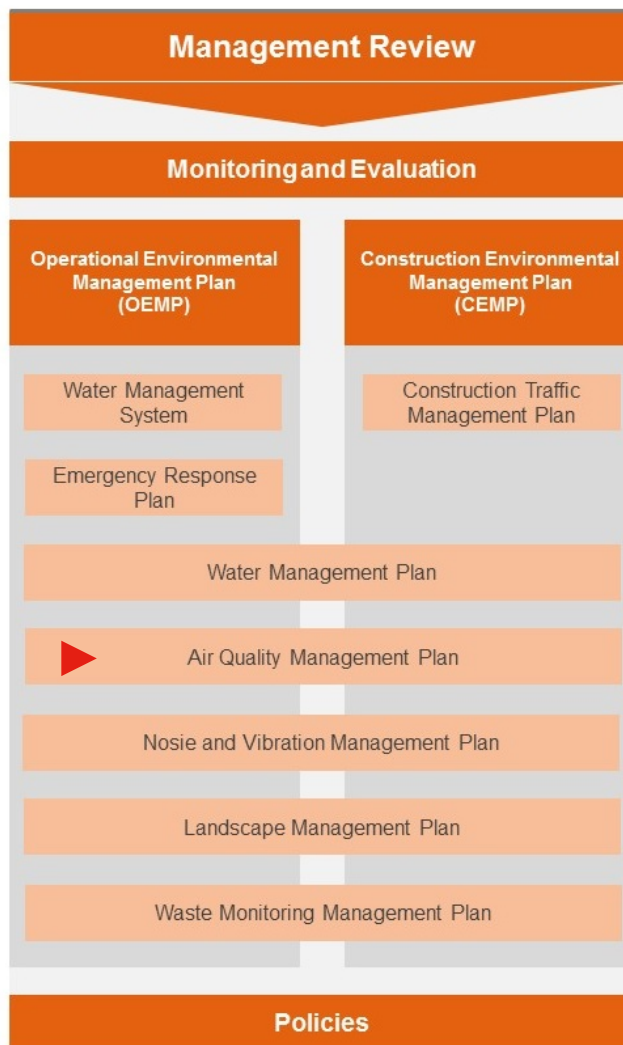 Management Review
Monitoring and Evaluation
Operational Environmental
Management Plan
(OEMP)
Construction Environmental
Management Plan
(CEMP)
Water Management
System
Construction Traffic
Management Plan
Emergency Response
Plan
Water Management Plan
Air Quality Management Plan
Nosie and Vibration Management Plan
Landscape Management Plan
Waste Monitoring Management Plan
Policies